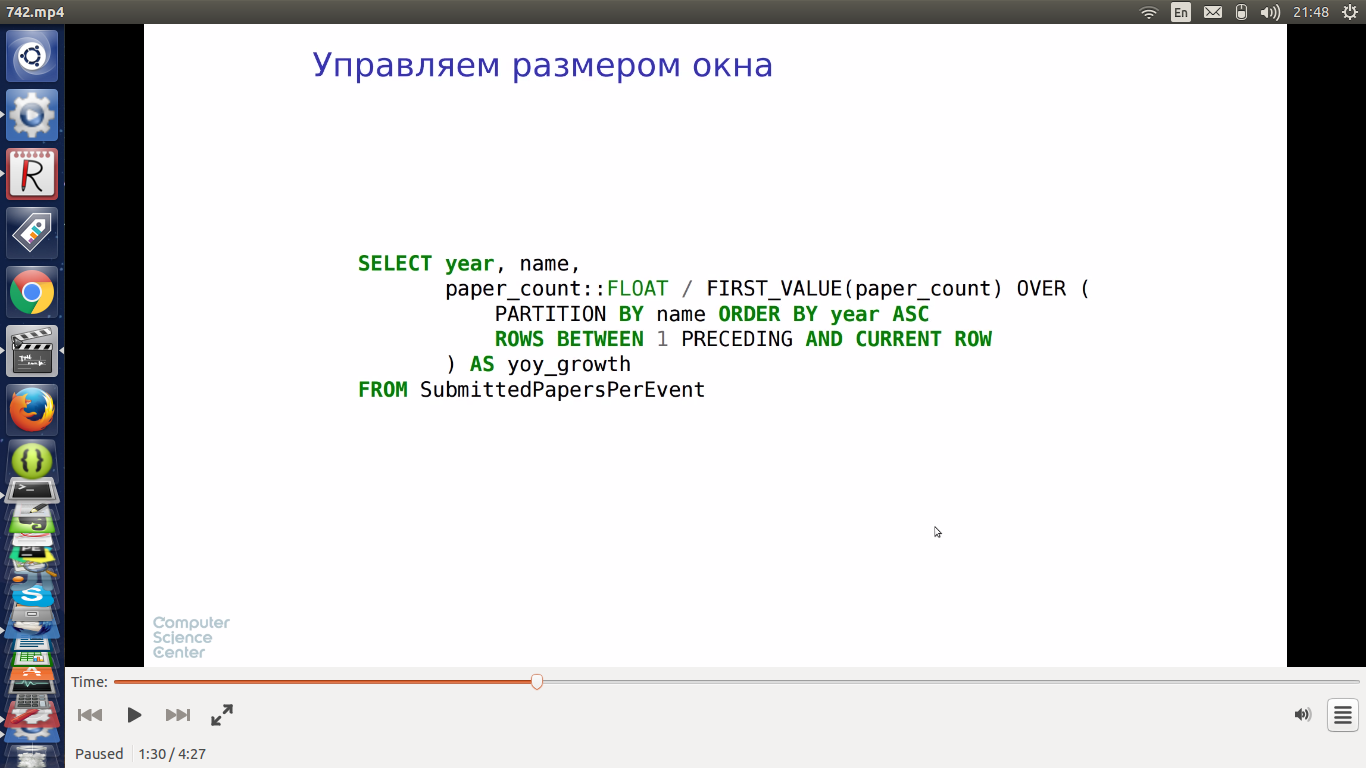 742.mp4
En
21:48
Управляем размером окна
SELECT year, name,
paper_count::FLOAT / FIRST_VALUE(paper_count) OVER (
PARTITION BY name ORDER BY year ASC
ROWS BETWEEN 1 PRECEDING AND CURRENT ROW
) AS yoy_growth
FROM SubmittedPapersPerEvent
Computer
Science
Center
Time:
Paused 1:30 / 4:27